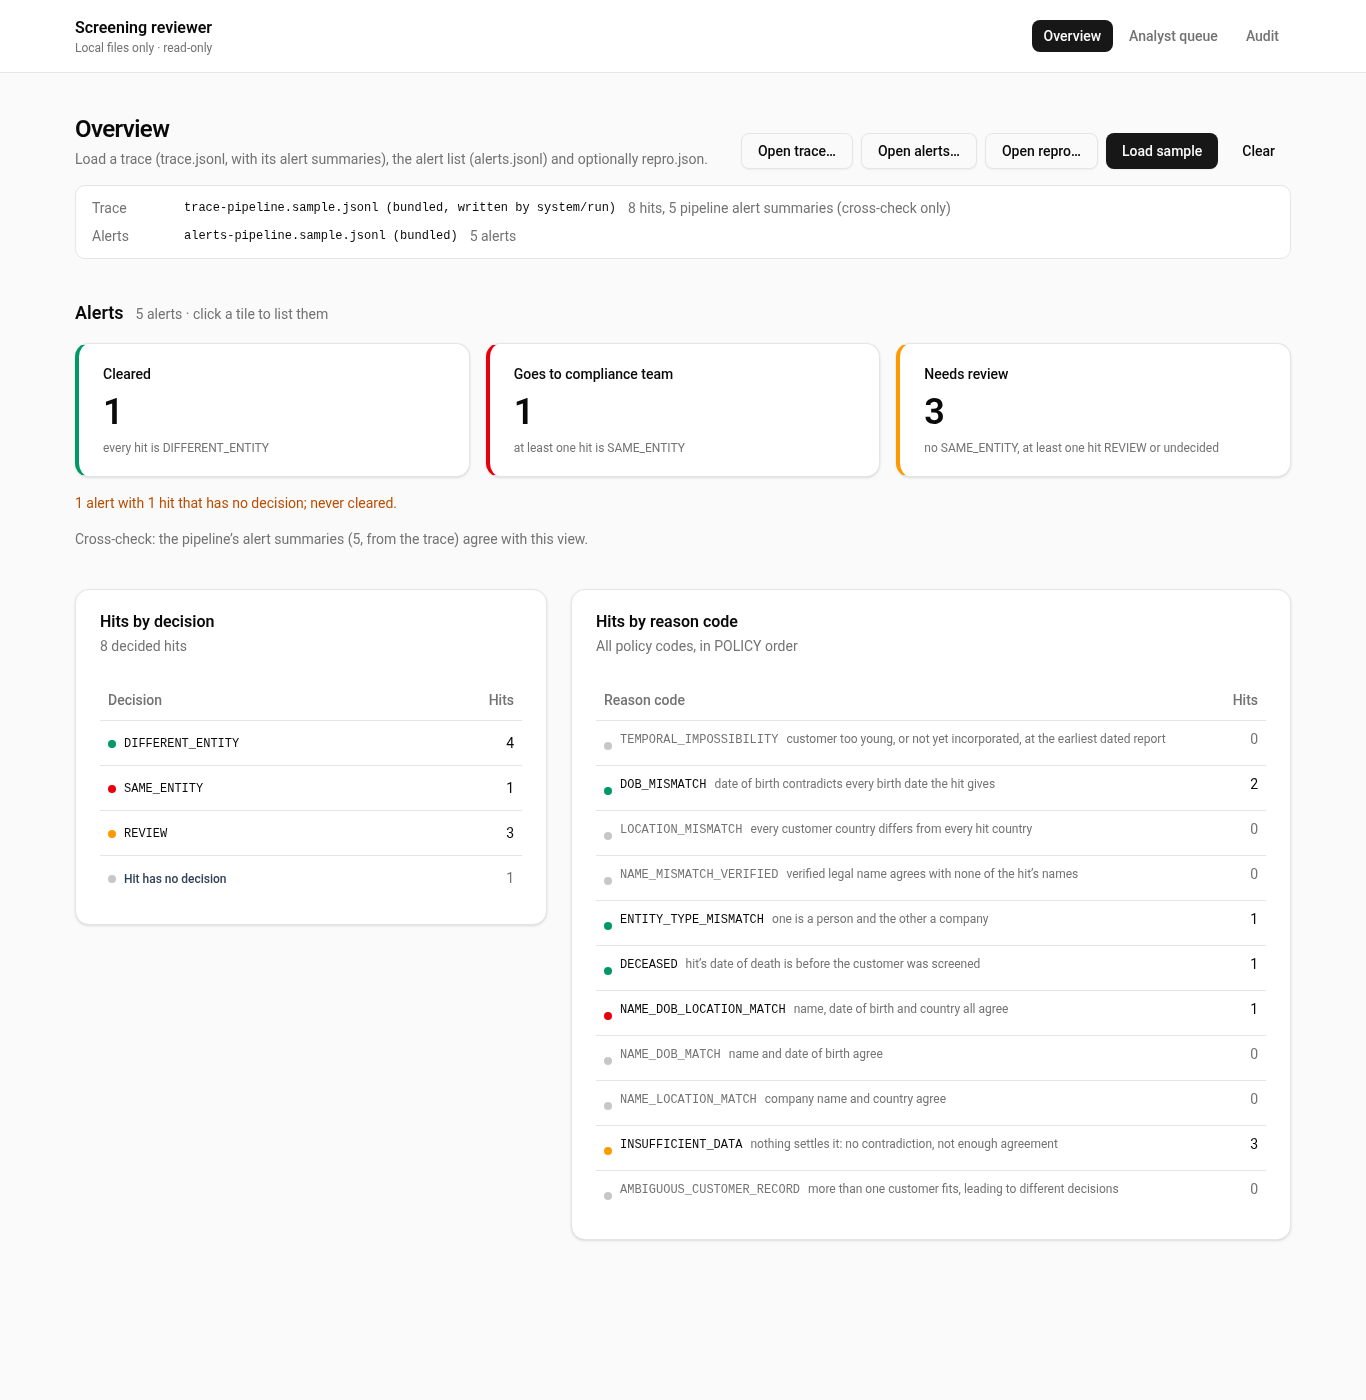 Screening reviewer
Local files only · read-only
Overview
Analyst queue
Audit
Overview
Load a trace (trace.jsonl, with its alert summaries), the alert list (alerts.jsonl) and optionally repro.json.
Open trace…
Open alerts…
Open repro…
Load sample
Clear
Trace trace-pipeline.sample.jsonl (bundled, written by system/run) 8 hits, 5 pipeline alert summaries (cross-check only)
Alerts alerts-pipeline.sample.jsonl (bundled) 5 alerts
Alerts 5 alerts · click a tile to list them
Cleared
1
every hit is DIFFERENT_ENTITY
Goes to compliance team
1
at least one hit is SAME_ENTITY
Needs review
3
no SAME_ENTITY, at least one hit REVIEW or undecided
1 alert with 1 hit that has no decision; never cleared.
Cross-check: the pipeline’s alert summaries (5, from the trace) agree with this view.
Hits by decision
8 decided hits
Decision Hits
DIFFERENT_ENTITY 4
SAME_ENTITY 1
REVIEW 3
Hit has no decision 1
Hits by reason code
All policy codes, in POLICY order
Reason code Hits
TEMPORAL_IMPOSSIBILITY customer too young, or not yet incorporated, at the earliest dated report 0
DOB_MISMATCH date of birth contradicts every birth date the hit gives 2
LOCATION_MISMATCH every customer country differs from every hit country 0
NAME_MISMATCH_VERIFIED verified legal name agrees with none of the hit’s names 0
ENTITY_TYPE_MISMATCH one is a person and the other a company 1
DECEASED hit’s date of death is before the customer was screened 1
NAME_DOB_LOCATION_MATCH name, date of birth and country all agree 1
NAME_DOB_MATCH name and date of birth agree 0
NAME_LOCATION_MATCH company name and country agree 0
INSUFFICIENT_DATA nothing settles it: no contradiction, not enough agreement 3
AMBIGUOUS_CUSTOMER_RECORD more than one customer fits, leading to different decisions 0